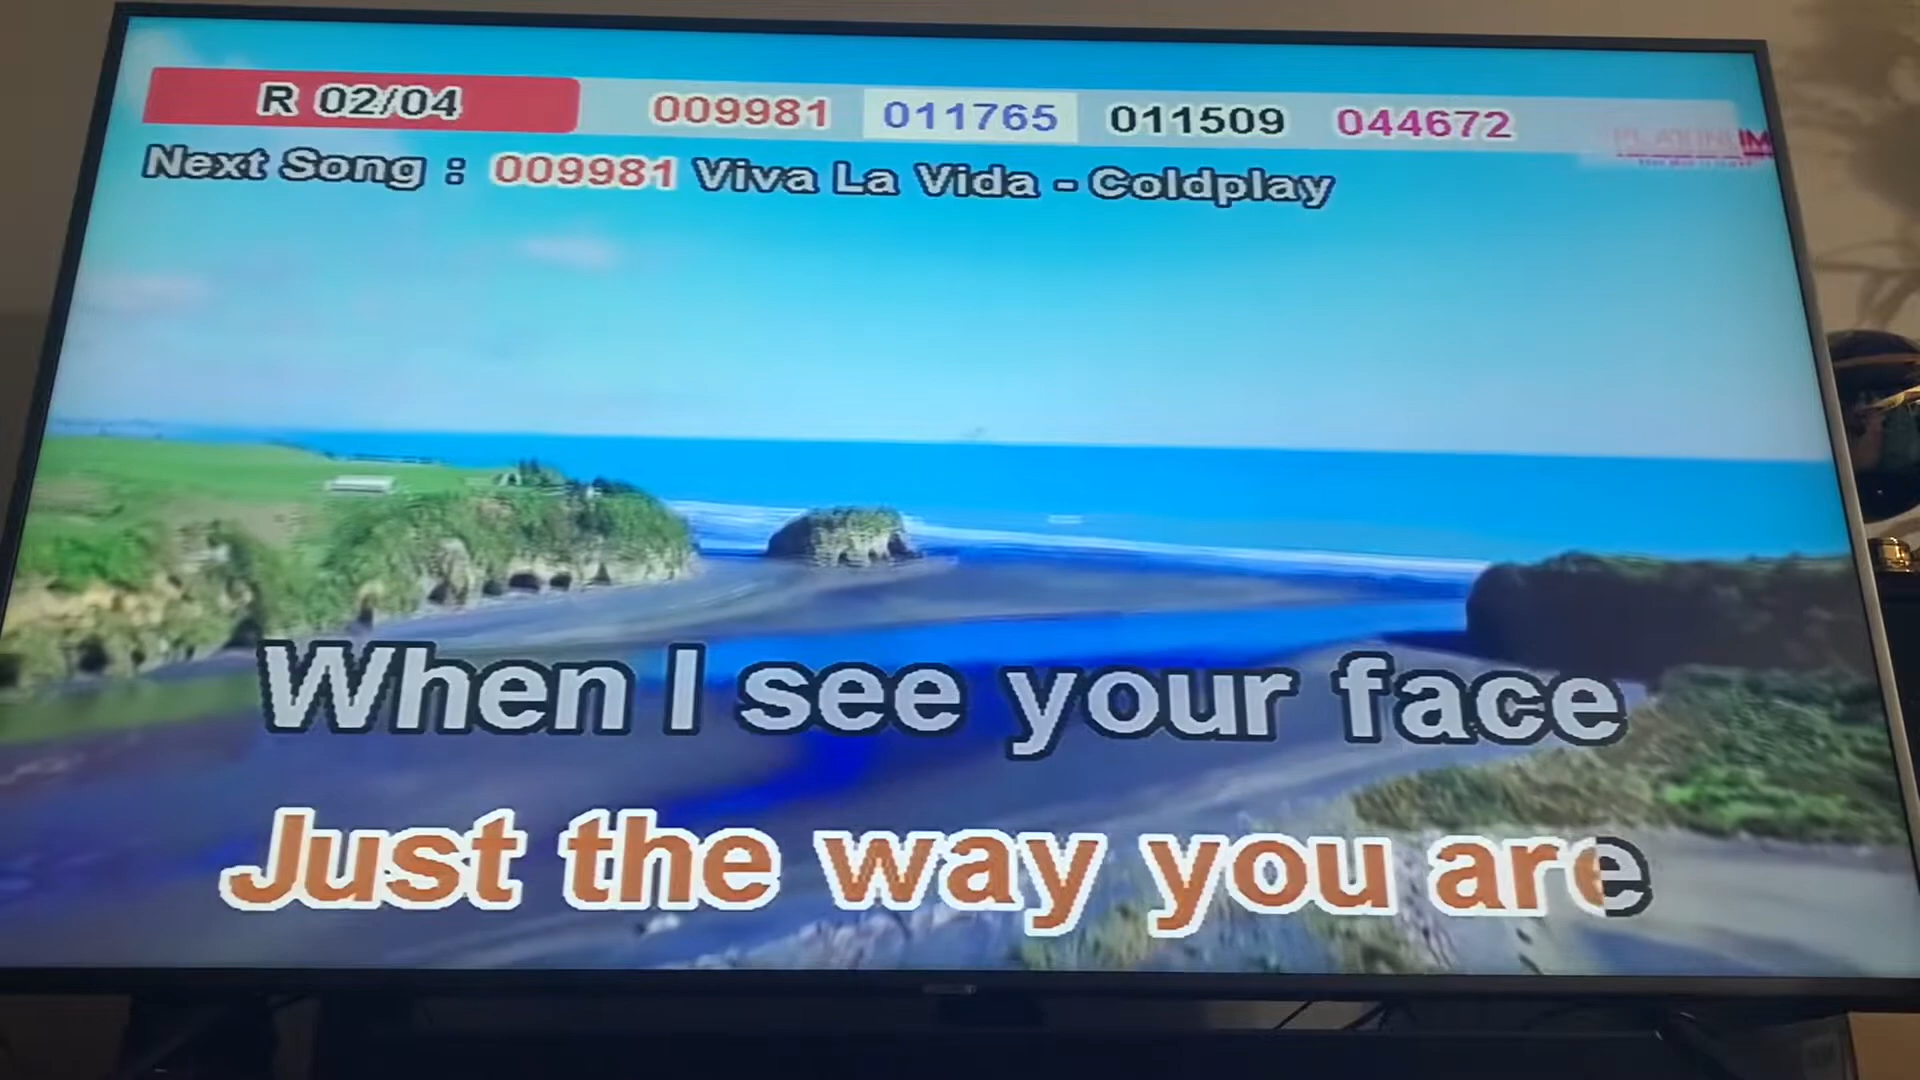 R 02/04 009981 011765 011509 044672
PLATINUM
Next Song : 009981 Viva La Vida - Coldplay
When I see your face
Just the way you are